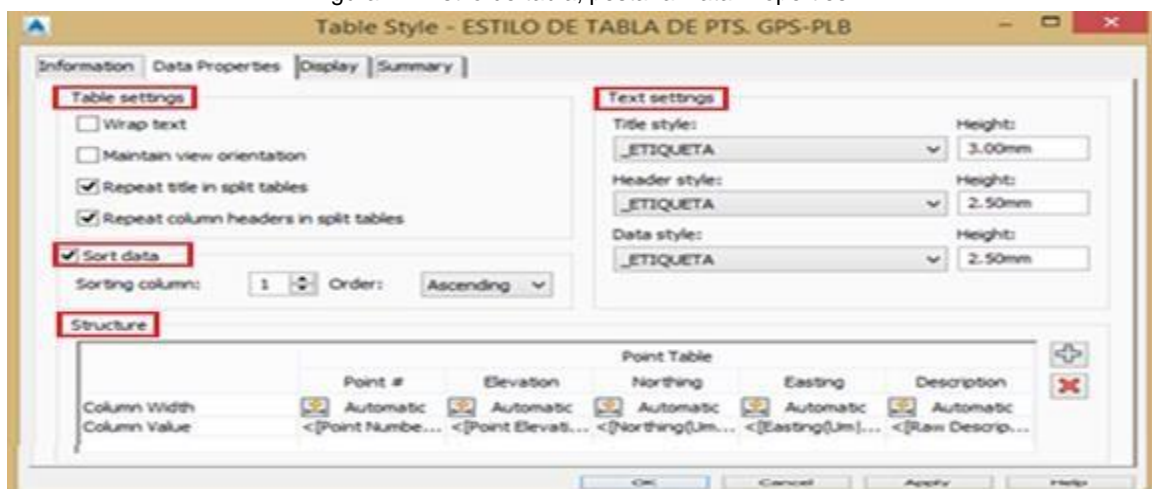 Table Style - ESTILO DE TABLA DE PTS. GPS-PLB
Information Data Properties Display Summary
Table settings
Wrap text
Maintain view orientation
Repeat title in split tables
Repeat column headers in split tables
Sort data
Sorting column: 1 Order: Ascending
Text settings
Title style: Height:
_ETIQUETA 3.00mm
Header style: Height:
_ETIQUETA 2.50mm
Data style: Height:
_ETIQUETA 2.50mm
Structure
Point Table
Point # Elevation Northing Easting Description
Column Width Automatic Automatic Automatic Automatic Automatic
Column Value <[Point Numbe... <[Point Elevati... <[Northing(Um... <[Easting(Um|... <[Raw Descrip...
OK Cancel Apply Help